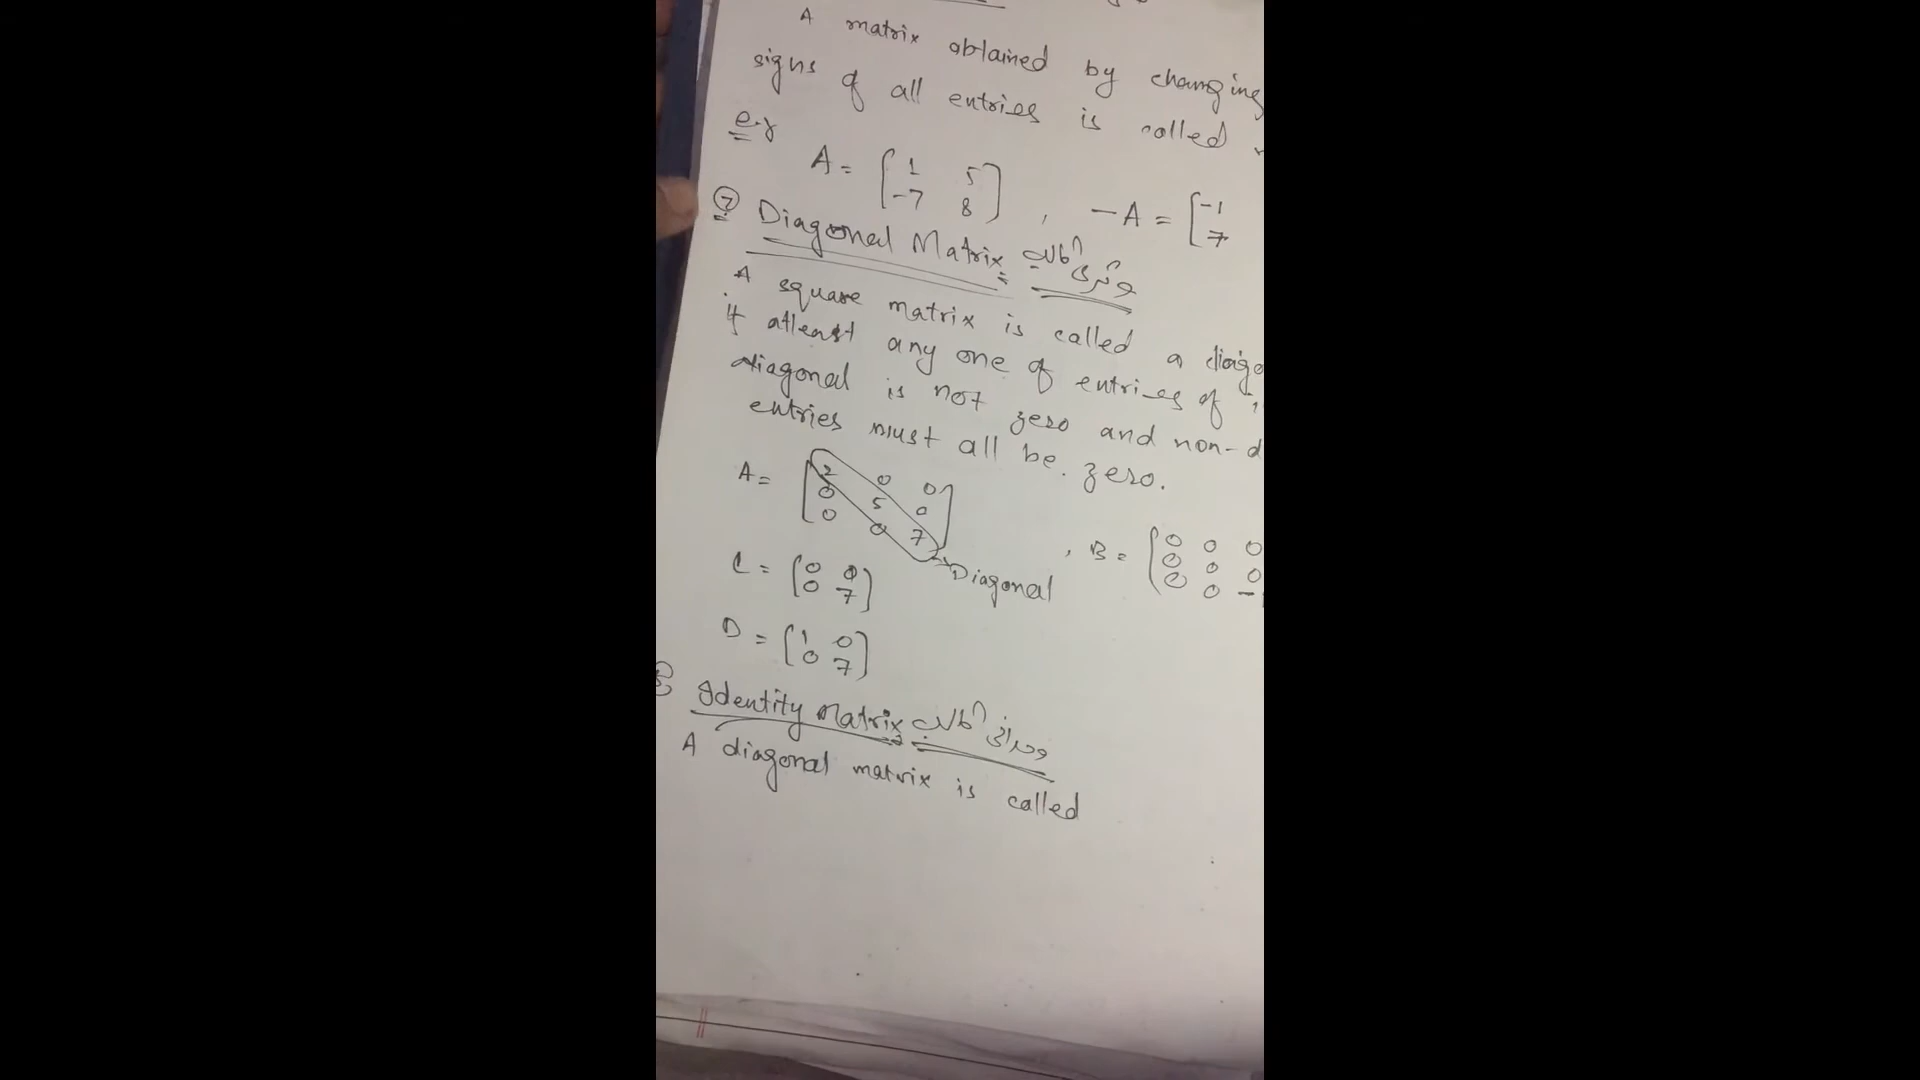 A matrix obtained by changing
signs of all entries is called
e.g
A = [1 5
-7 8] , -A = [-1
7
⑦ Diagonal Matrix وتری قالب
A square matrix is called a diago
if atleast any one of entries of
diagonal is not zero and non-d
entries must all be zero.
A = [2 0 0
0 5 0
0 0 7] Diagonal , B = [0 0 0
0 0 0
0 0 -
C = [0 0
0 7]
D = [1 0
0 7]
Identity Matrix وحدانی قالب
A diagonal matrix is called